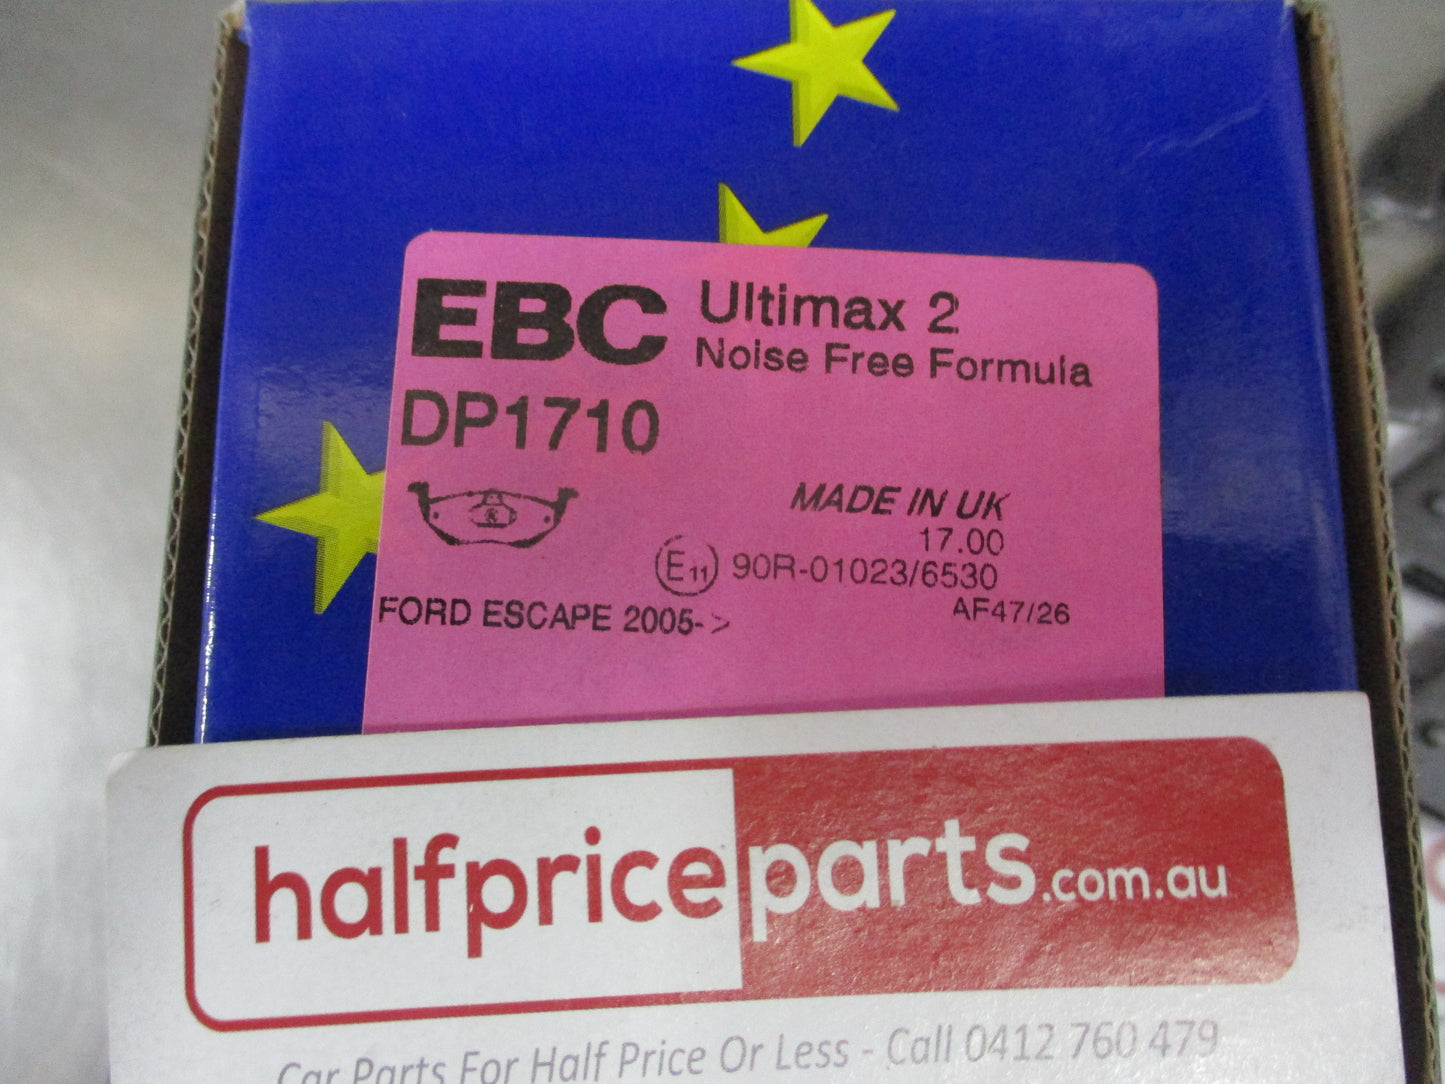 EBC Ultimax 2
Noise Free Formula
DP1710
MADE IN UK
17.00
E11 90R-01023/6530
FORD ESCAPE 2005-> AF47/26
halfpriceparts.com.au
Car Parts For Half Price Or Less - Call 0412 760 479